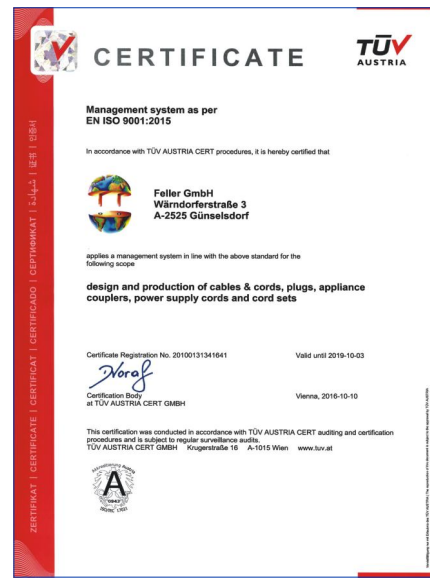 CERTIFICATE
TÜV
AUSTRIA
Management system as per
EN ISO 9001:2015
In accordance with TÜV AUSTRIA CERT procedures, it is hereby certified that
Feller GmbH
Wärndorferstraße 3
A-2525 Günselsdorf
applies a management system in line with the above standard for the
following scope
design and production of cables & cords, plugs, appliance
couplers, power supply cords and cord sets
Certificate Registration No. 20100131341641
Valid until 2019-10-03
Certification Body
at TÜV AUSTRIA CERT GMBH
Vienna, 2016-10-10
This certification was conducted in accordance with TÜV AUSTRIA CERT auditing and certification
procedures and is subject to regular surveillance audits.
TÜV AUSTRIA CERT GMBH Krugerstraße 16 A-1015 Wien www.tuv.at
ZERTIFIKAT | CERTIFICATE | CERTIFICAT | CERTIFICADO | СЕРТИФИКАТ | شهادة | 证书 | 인증서